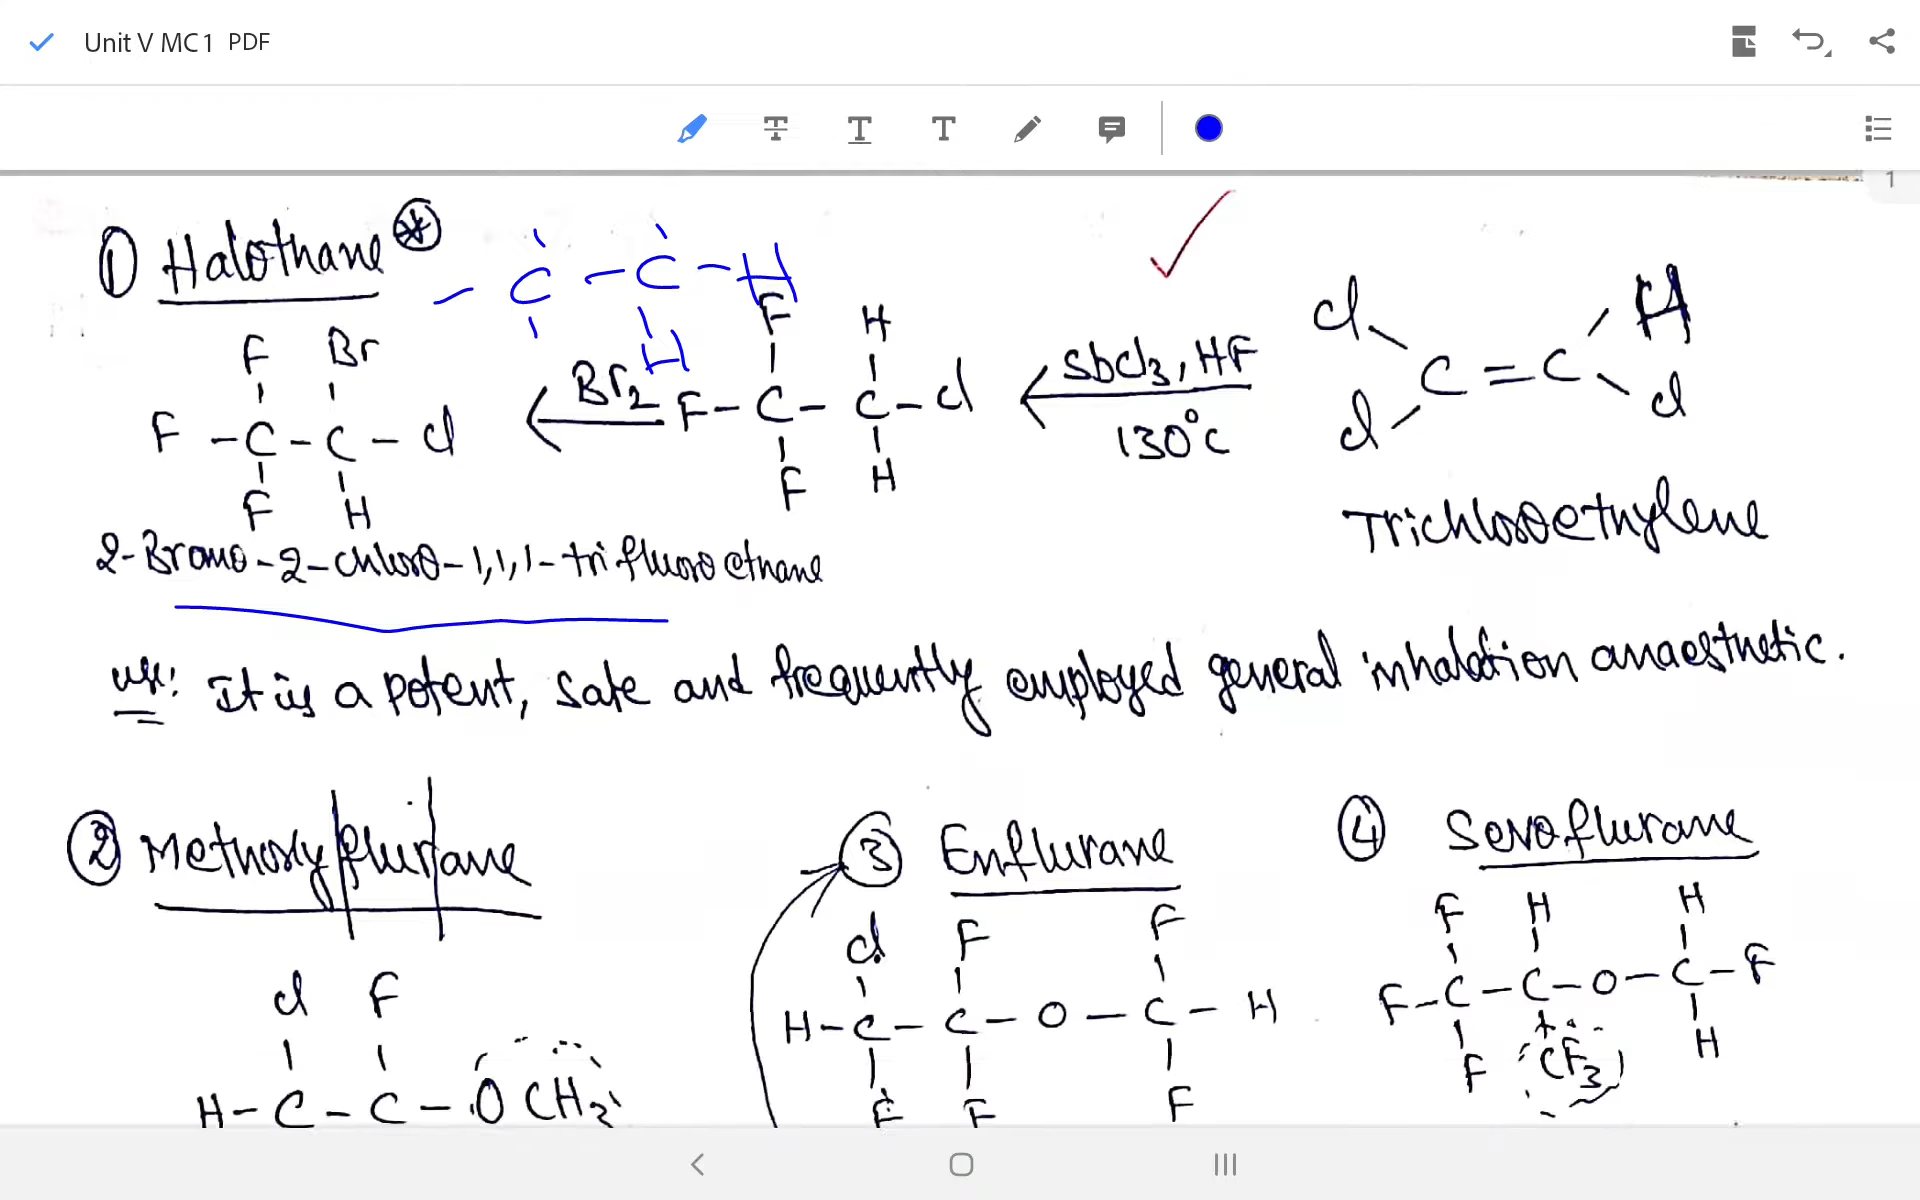 Unit V MC1 PDF
1
① Halothane
- C - C - H
H
F Br
F - C - C - Cl
F H
Br2
F H
F - C - C - Cl
F H
SbCl3, HF
130°C
Cl H
C = C
Cl Cl
Trichloroethylene
2-Bromo-2-chloro-1,1,1-trifluoro ethane
use: It is a potent, safe and frequently employed general inhalation anaesthetic.
② Methoxyflurane
Cl F
H - C - C - OCH3
③ Enflurane
Cl F F
H - C - C - O - C - H
F F F
④ Sevoflurane
F H H
F - C - C - O - C - F
F CF3 H